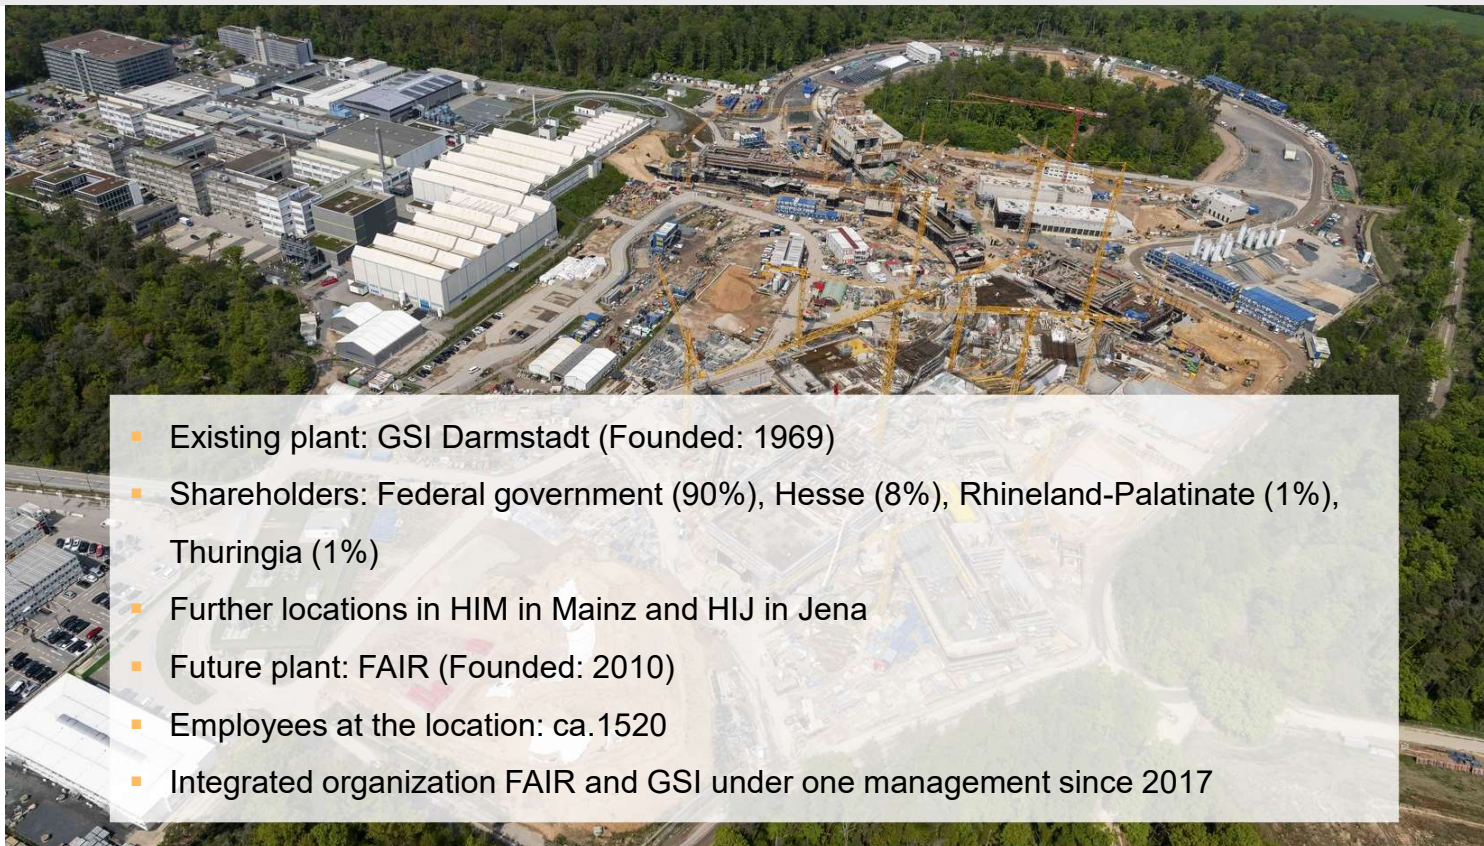 ▪ Existing plant: GSI Darmstadt (Founded: 1969)
▪ Shareholders: Federal government (90%), Hesse (8%), Rhineland-Palatinate (1%),
Thuringia (1%)
▪ Further locations in HIM in Mainz and HIJ in Jena
▪ Future plant: FAIR (Founded: 2010)
▪ Employees at the location: ca.1520
▪ Integrated organization FAIR and GSI under one management since 2017